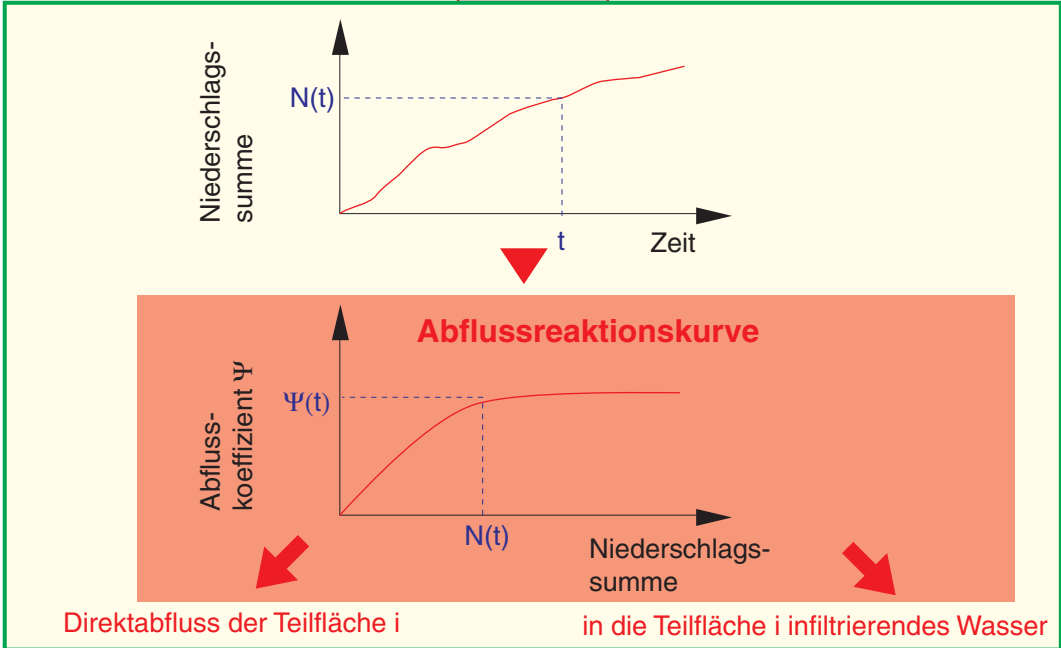 Niederschlags-
summe
N(t)
t
Zeit
Abflussreaktionskurve
Abfluss-
koeffizient Ψ
Ψ(t)
N(t)
Niederschlags-
summe
Direktabfluss der Teilfläche i
in die Teilfläche i infiltrierendes Wasser